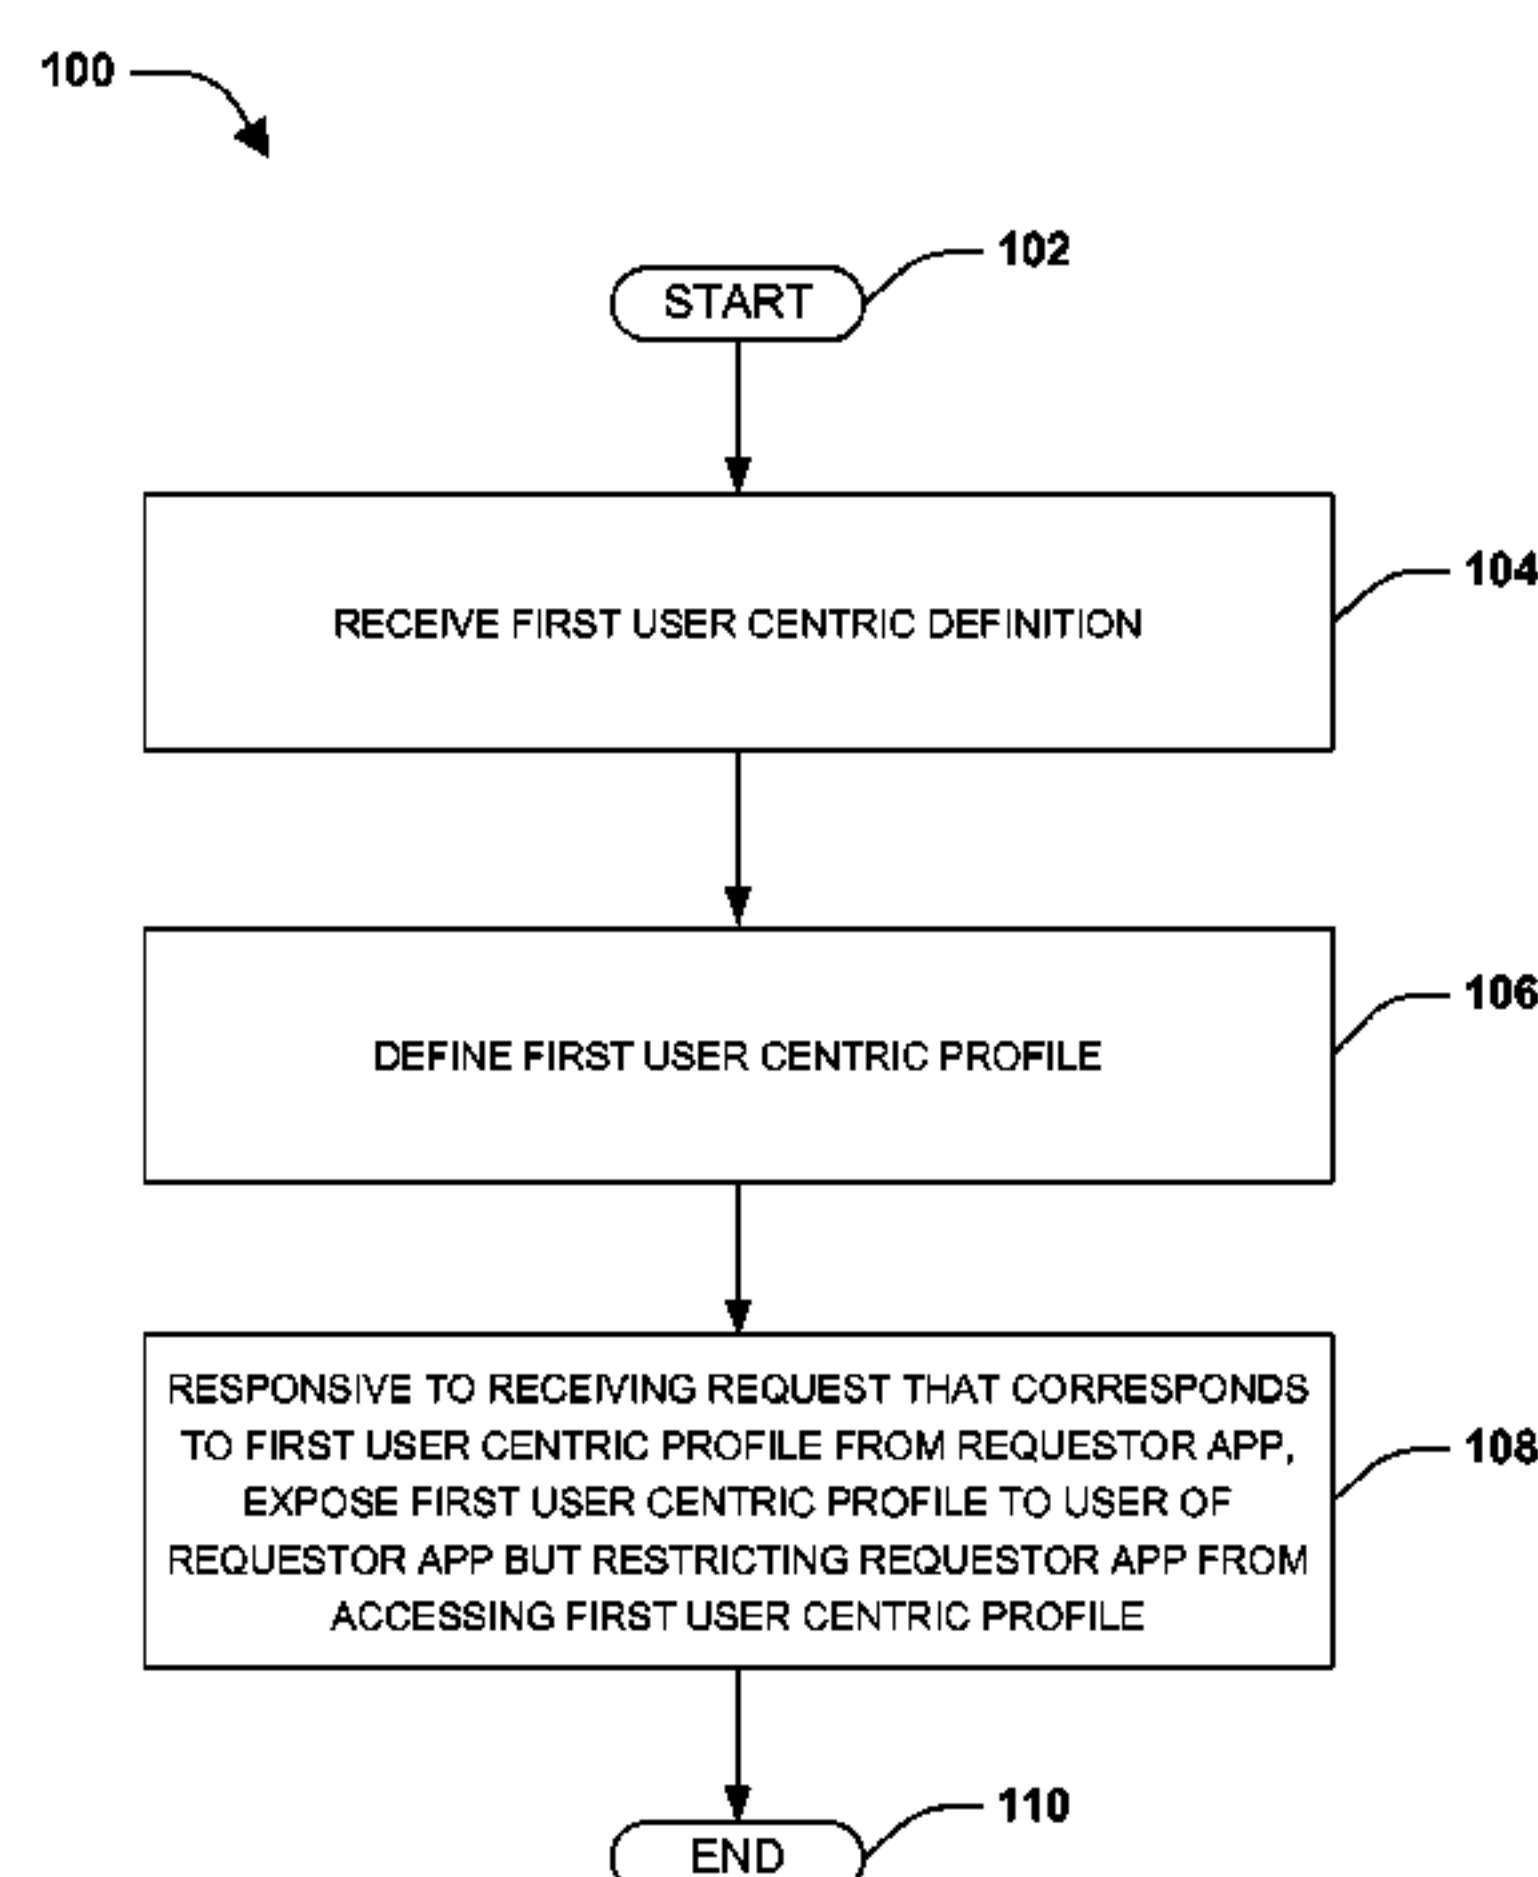 100
102
START
104
RECEIVE FIRST USER CENTRIC DEFINITION
106
DEFINE FIRST USER CENTRIC PROFILE
RESPONSIVE TO RECEIVING REQUEST THAT CORRESPONDS
TO FIRST USER CENTRIC PROFILE FROM REQUESTOR APP,
108
EXPOSE FIRST USER CENTRIC PROFILE TO USER OF
REQUESTOR APP BUT RESTRICTING REQUESTOR APP FROM
ACCESSING FIRST USER CENTRIC PROFILE
110
END